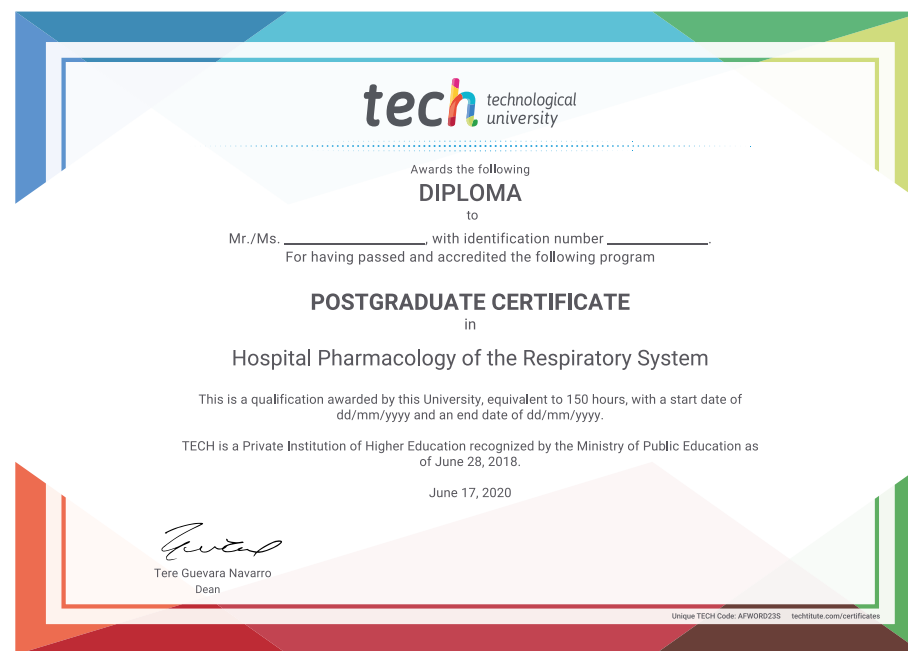 tech technological
university
Awards the following
DIPLOMA
to
Mr./Ms. ____________________, with identification number ______________.
For having passed and accredited the following program
POSTGRADUATE CERTIFICATE
in
Hospital Pharmacology of the Respiratory System
This is a qualification awarded by this University, equivalent to 150 hours, with a start date of
dd/mm/yyyy and an end date of dd/mm/yyyy.
TECH is a Private Institution of Higher Education recognized by the Ministry of Public Education as
of June 28, 2018.
June 17, 2020
Tere Guevara Navarro
Dean
Unique TECH Code: AFWORD23S techtitute.com/certificates